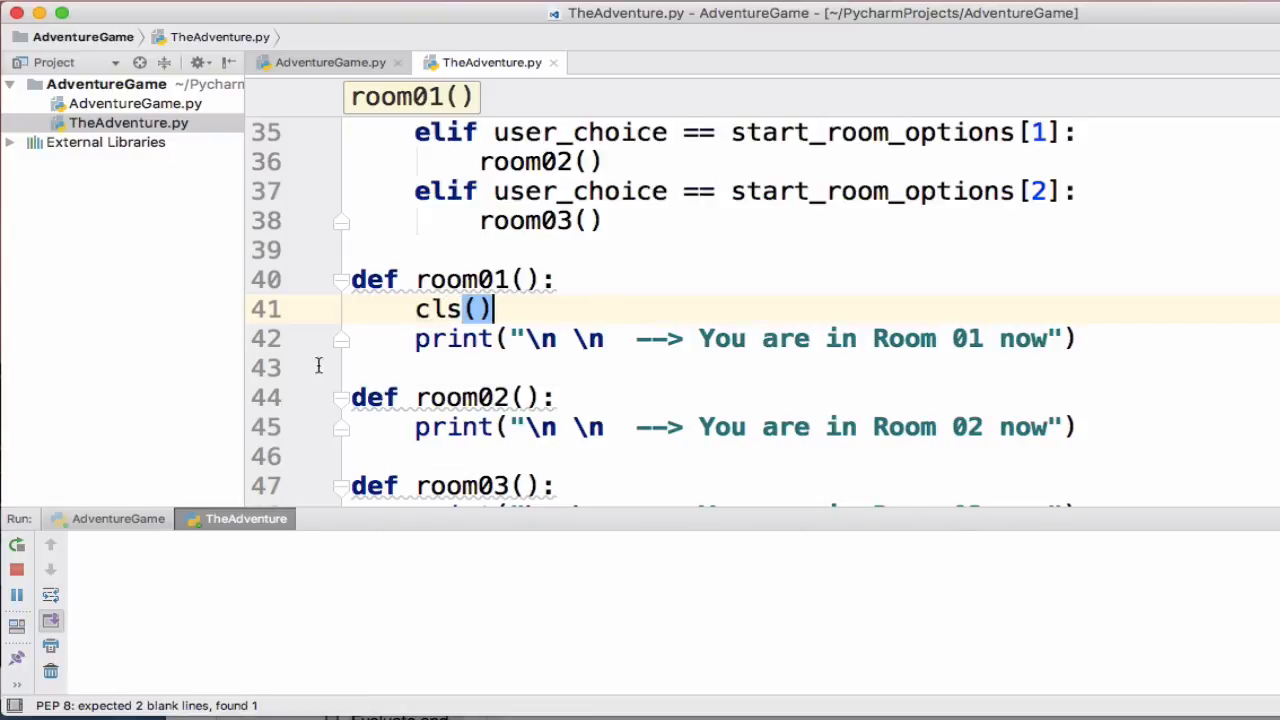 TheAdventure.py - AdventureGame - [~/PycharmProjects/AdventureGame]
AdventureGame TheAdventure.py
Project AdventureGame.py TheAdventure.py
AdventureGame ~/Pycharm
AdventureGame.py
TheAdventure.py
External Libraries
room01()
35 elif user_choice == start_room_options[1]:
36 room02()
37 elif user_choice == start_room_options[2]:
38 room03()
39
40 def room01():
41 cls()
42 print("\n \n --> You are in Room 01 now")
43
44 def room02():
45 print("\n \n --> You are in Room 02 now")
46
47 def room03():
Run: AdventureGame TheAdventure
PEP 8: expected 2 blank lines, found 1